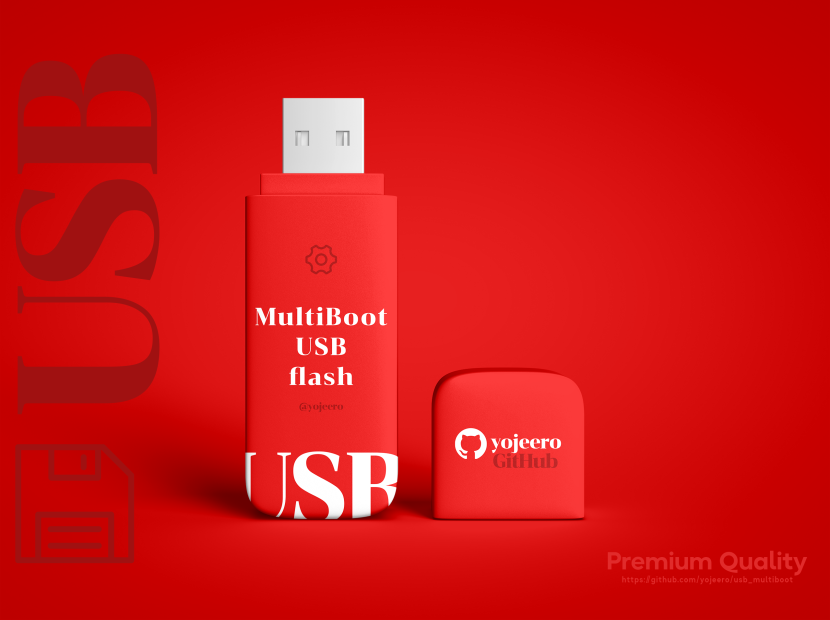 USB
MultiBoot
USB
flash
@yojeero
USB
yojeero
GitHub
Premium Quality
https://github.com/yojeero/usb_multiboot